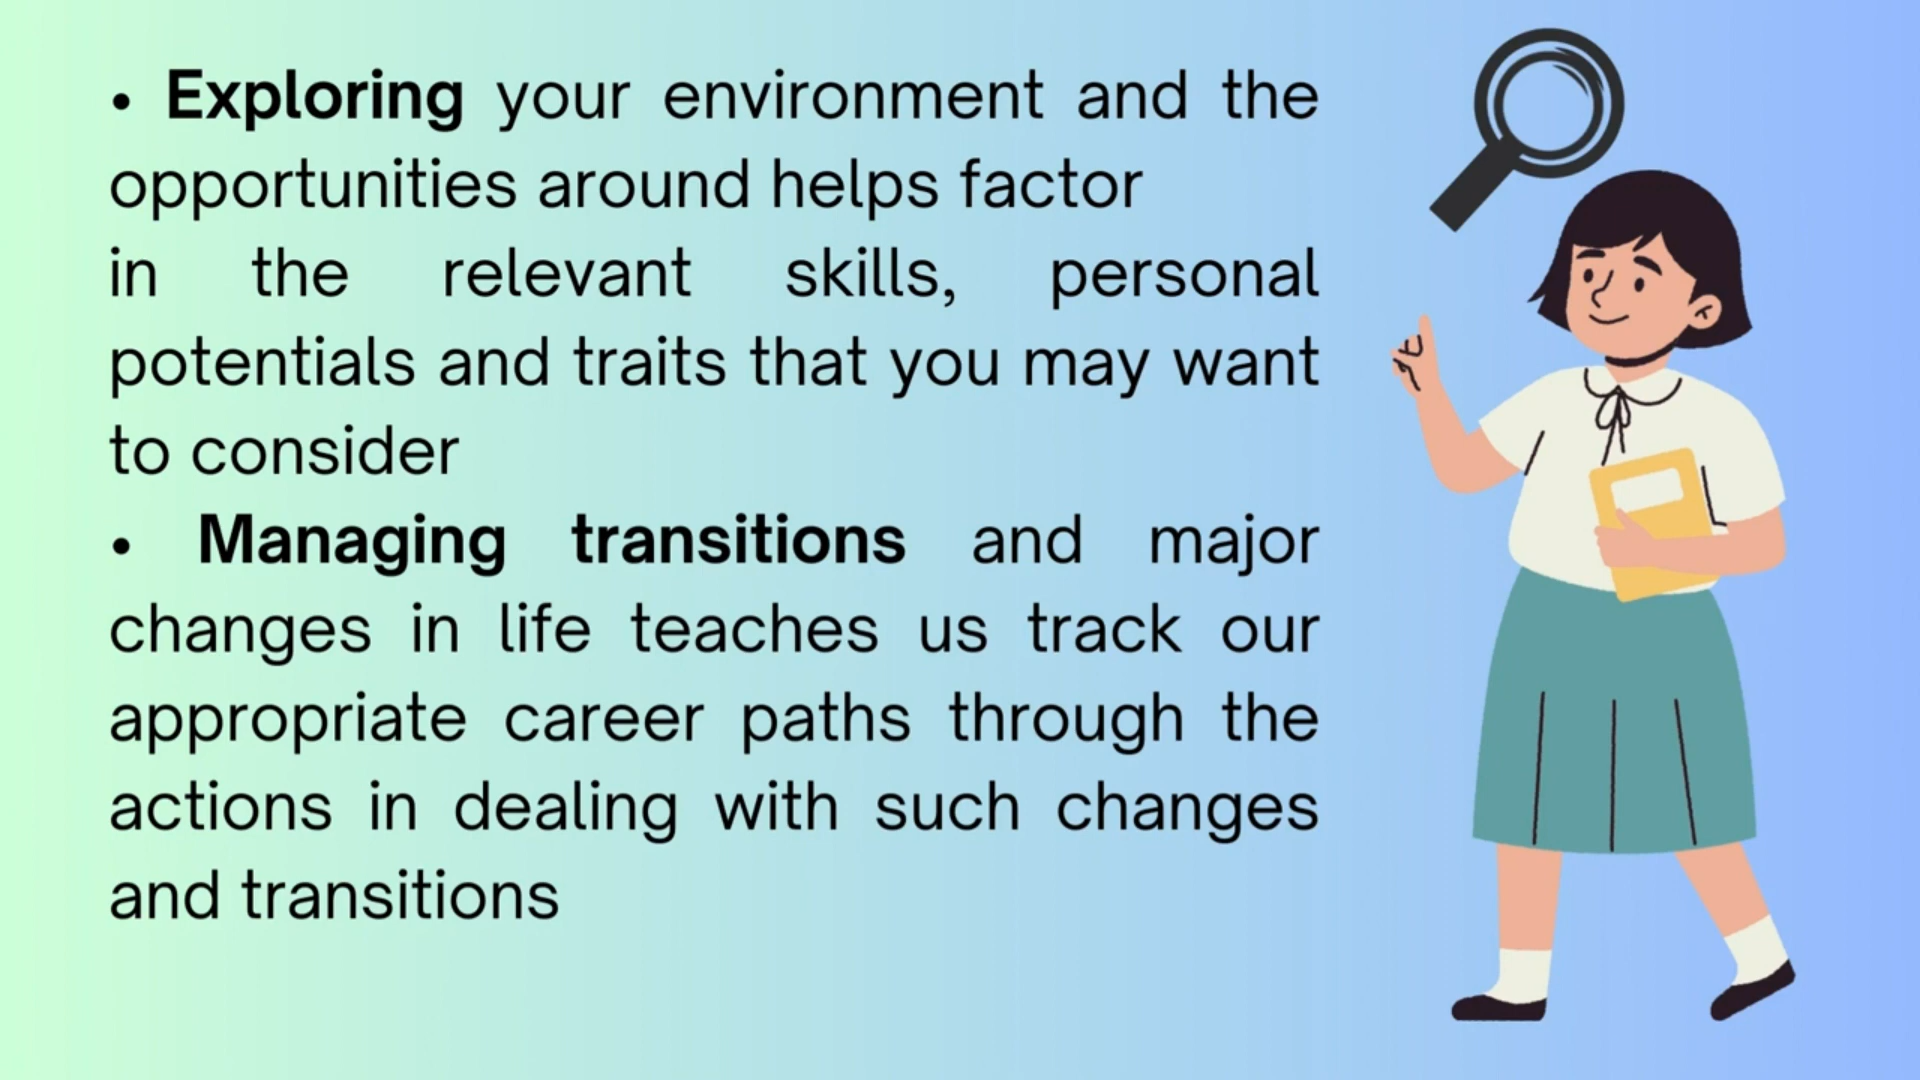 • Exploring your environment and the
opportunities around helps factor
in the relevant skills, personal
potentials and traits that you may want
to consider
• Managing transitions and major
changes in life teaches us track our
appropriate career paths through the
actions in dealing with such changes
and transitions